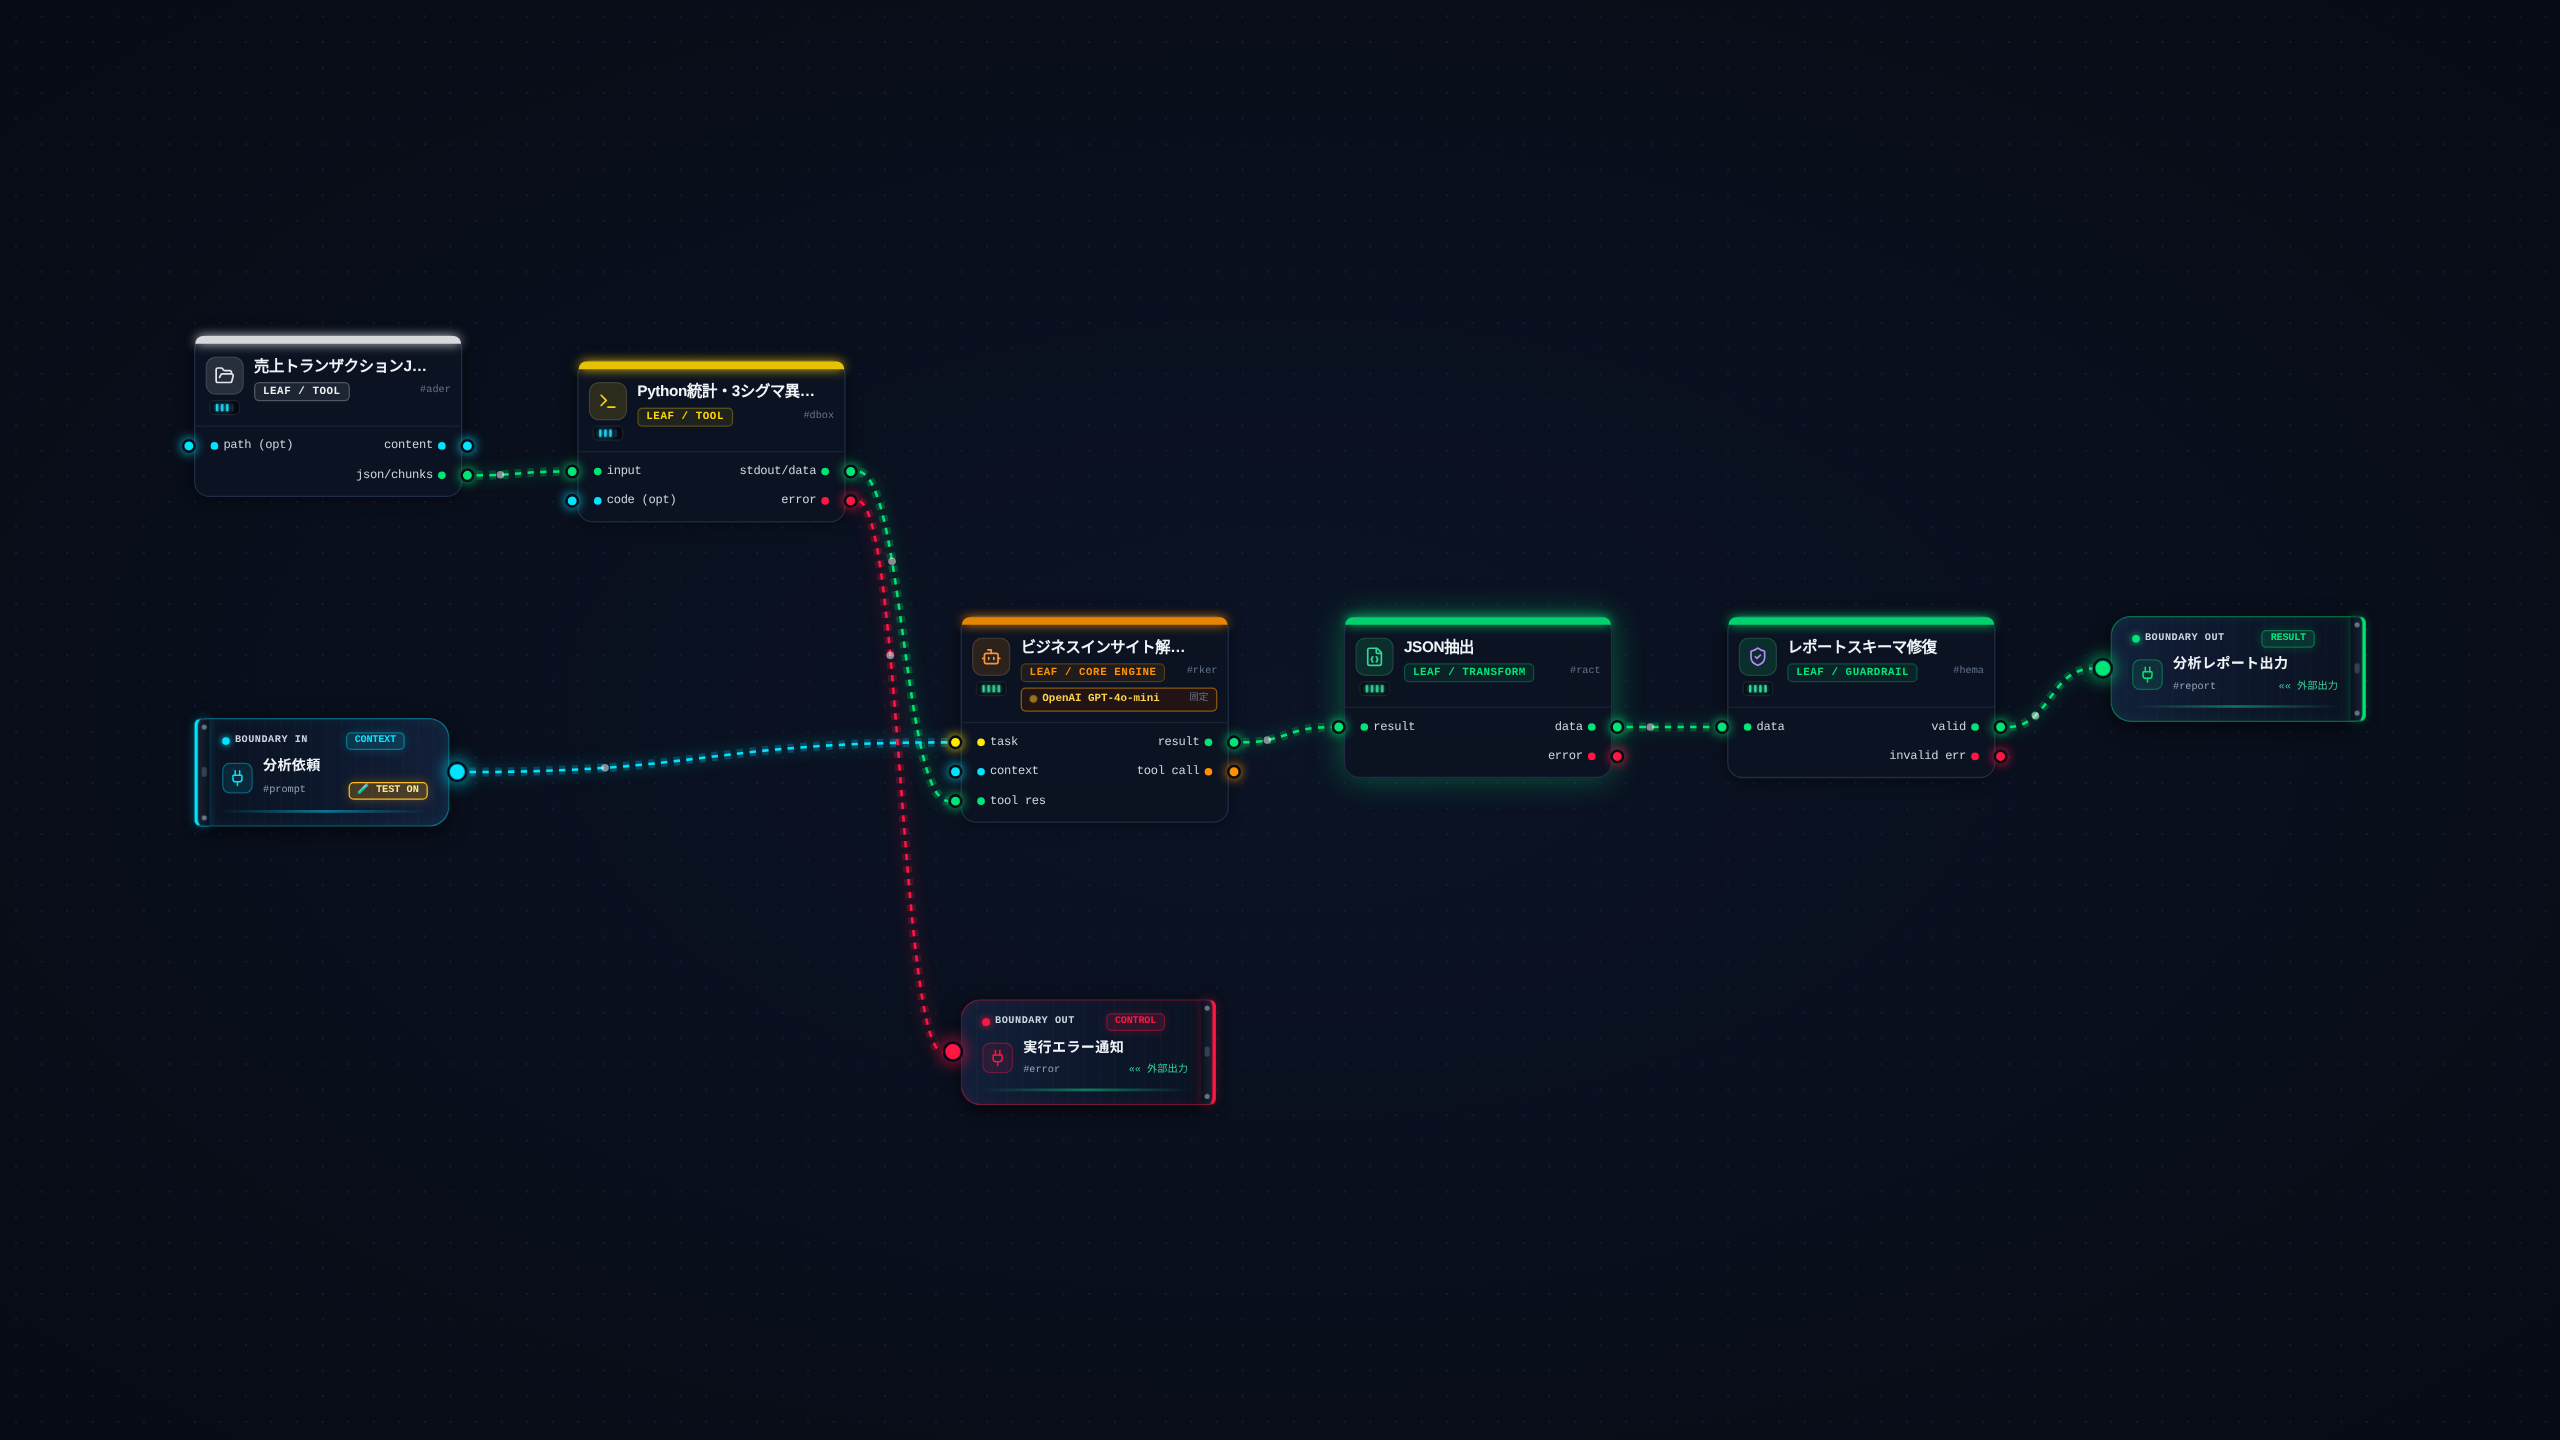 売上トランザクションJ…
LEAF / TOOL
#ader
path (opt)
content
json/chunks
Python統計・3シグマ異…
LEAF / TOOL
#dbox
input
stdout/data
code (opt)
error
BOUNDARY IN
CONTEXT
分析依頼
#prompt
🧪 TEST ON
ビジネスインサイト解…
LEAF / CORE ENGINE
#rker
OpenAI GPT-4o-mini
固定
task
result
context
tool call
tool res
JSON抽出
LEAF / TRANSFORM
#ract
result
data
error
レポートスキーマ修復
LEAF / GUARDRAIL
#hema
data
valid
invalid err
BOUNDARY OUT
RESULT
分析レポート出力
#report
«« 外部出力
BOUNDARY OUT
CONTROL
実行エラー通知
#error
«« 外部出力